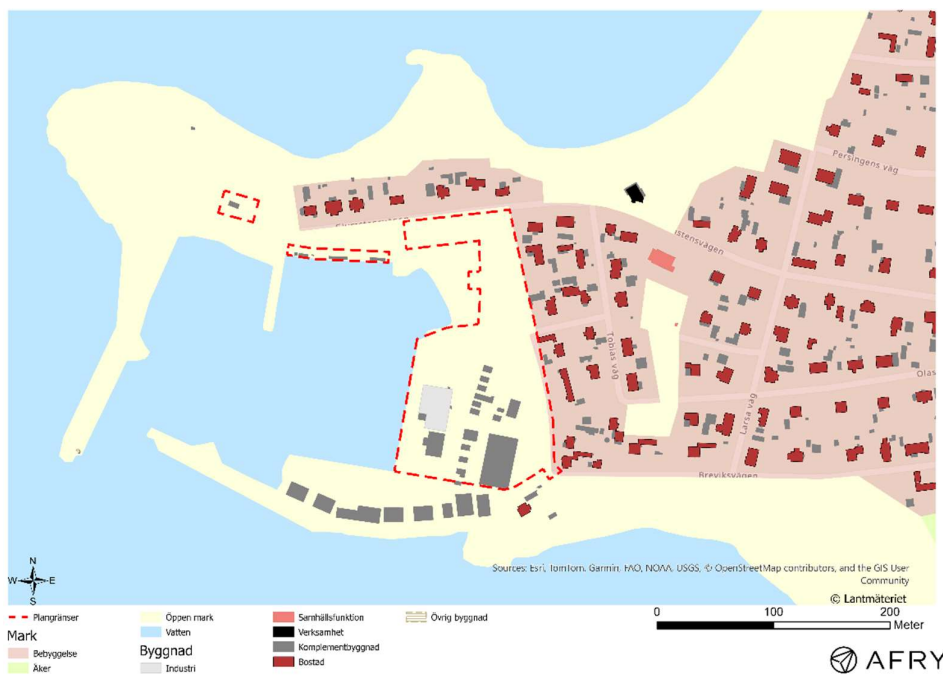 Persingens väg
stensvägen
Tobias väg
Olas
Larsa väg
Breviksvägen
Sources: Esri, TomTom, Garmin, FAO, NOAA, USGS, © OpenStreetMap contributors, and the GIS User
Community
© Lantmäteriet
N
W E
S
0 100 200
Meter
Plangränser
Mark
Bebyggelse
Åker
Öppen mark
Vatten
Byggnad
Industri
Samhällsfunktion
Verksamhet
Komplementbyggnad
Bostad
Övrig byggnad
AFRY